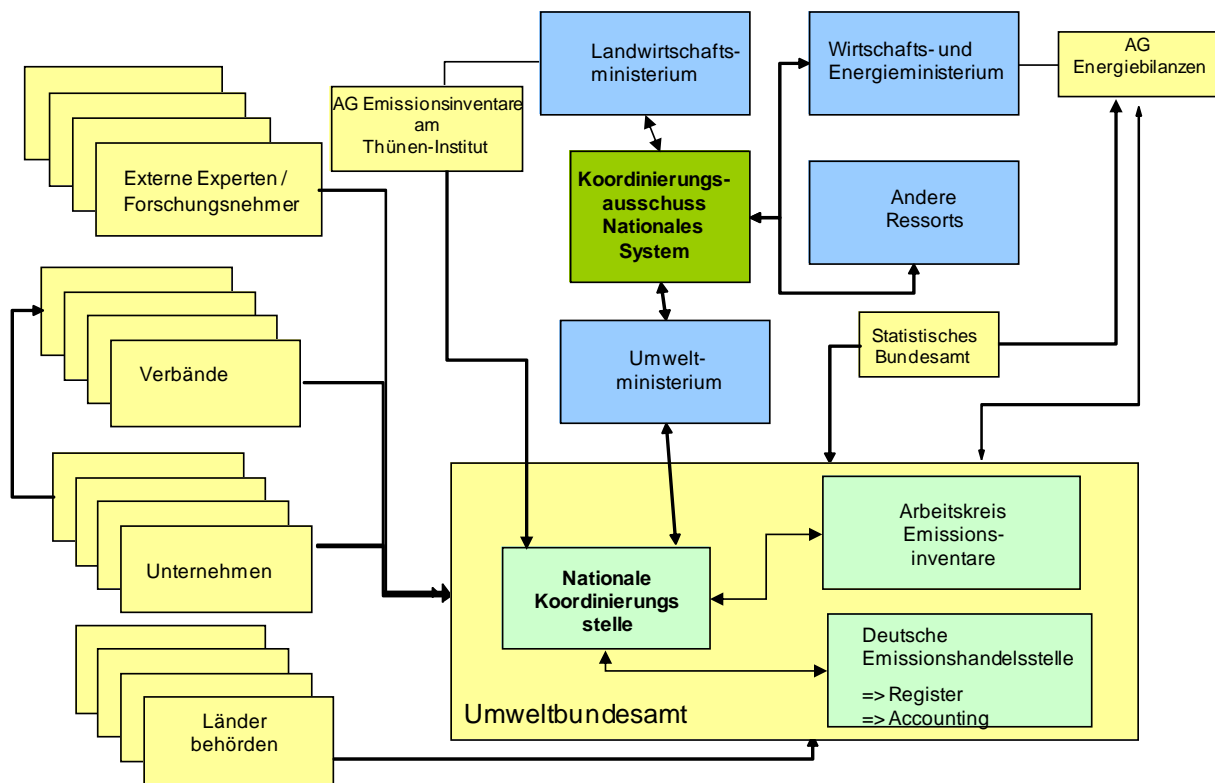 Landwirtschafts-
ministerium
Wirtschafts- und
Energieministerium
AG
Energiebilanzen
AG Emissionsinventare
am
Thünen-Institut
Externe Experten /
Forschungsnehmer
Koordinierungs-
ausschuss
Nationales
System
Andere
Ressorts
Statistisches
Bundesamt
Umwelt-
ministerium
Verbände
Unternehmen
Länder
behörden
Arbeitskreis
Emissions-
inventare
Nationale
Koordinierungs
stelle
Deutsche
Emissionshandelsstelle
=> Register
=> Accounting
Umweltbundesamt